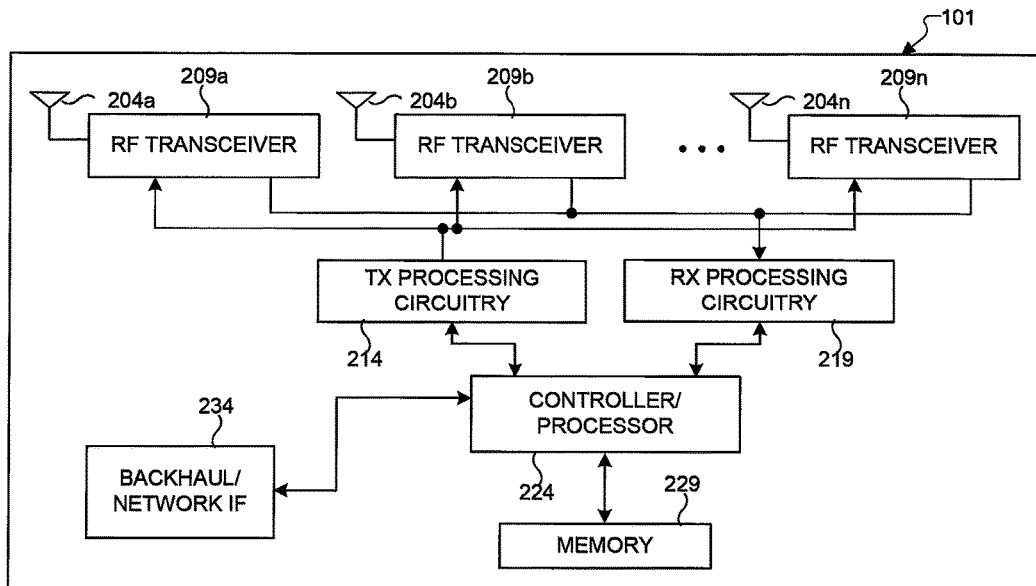 101
209a
209b
209n
204a
204b
204n
RF TRANSCEIVER
RF TRANSCEIVER
RF TRANSCEIVER
TX PROCESSING
CIRCUITRY
RX PROCESSING
CIRCUITRY
214
219
CONTROLLER/
PROCESSOR
234
BACKHAUL/
NETWORK IF
224
229
MEMORY